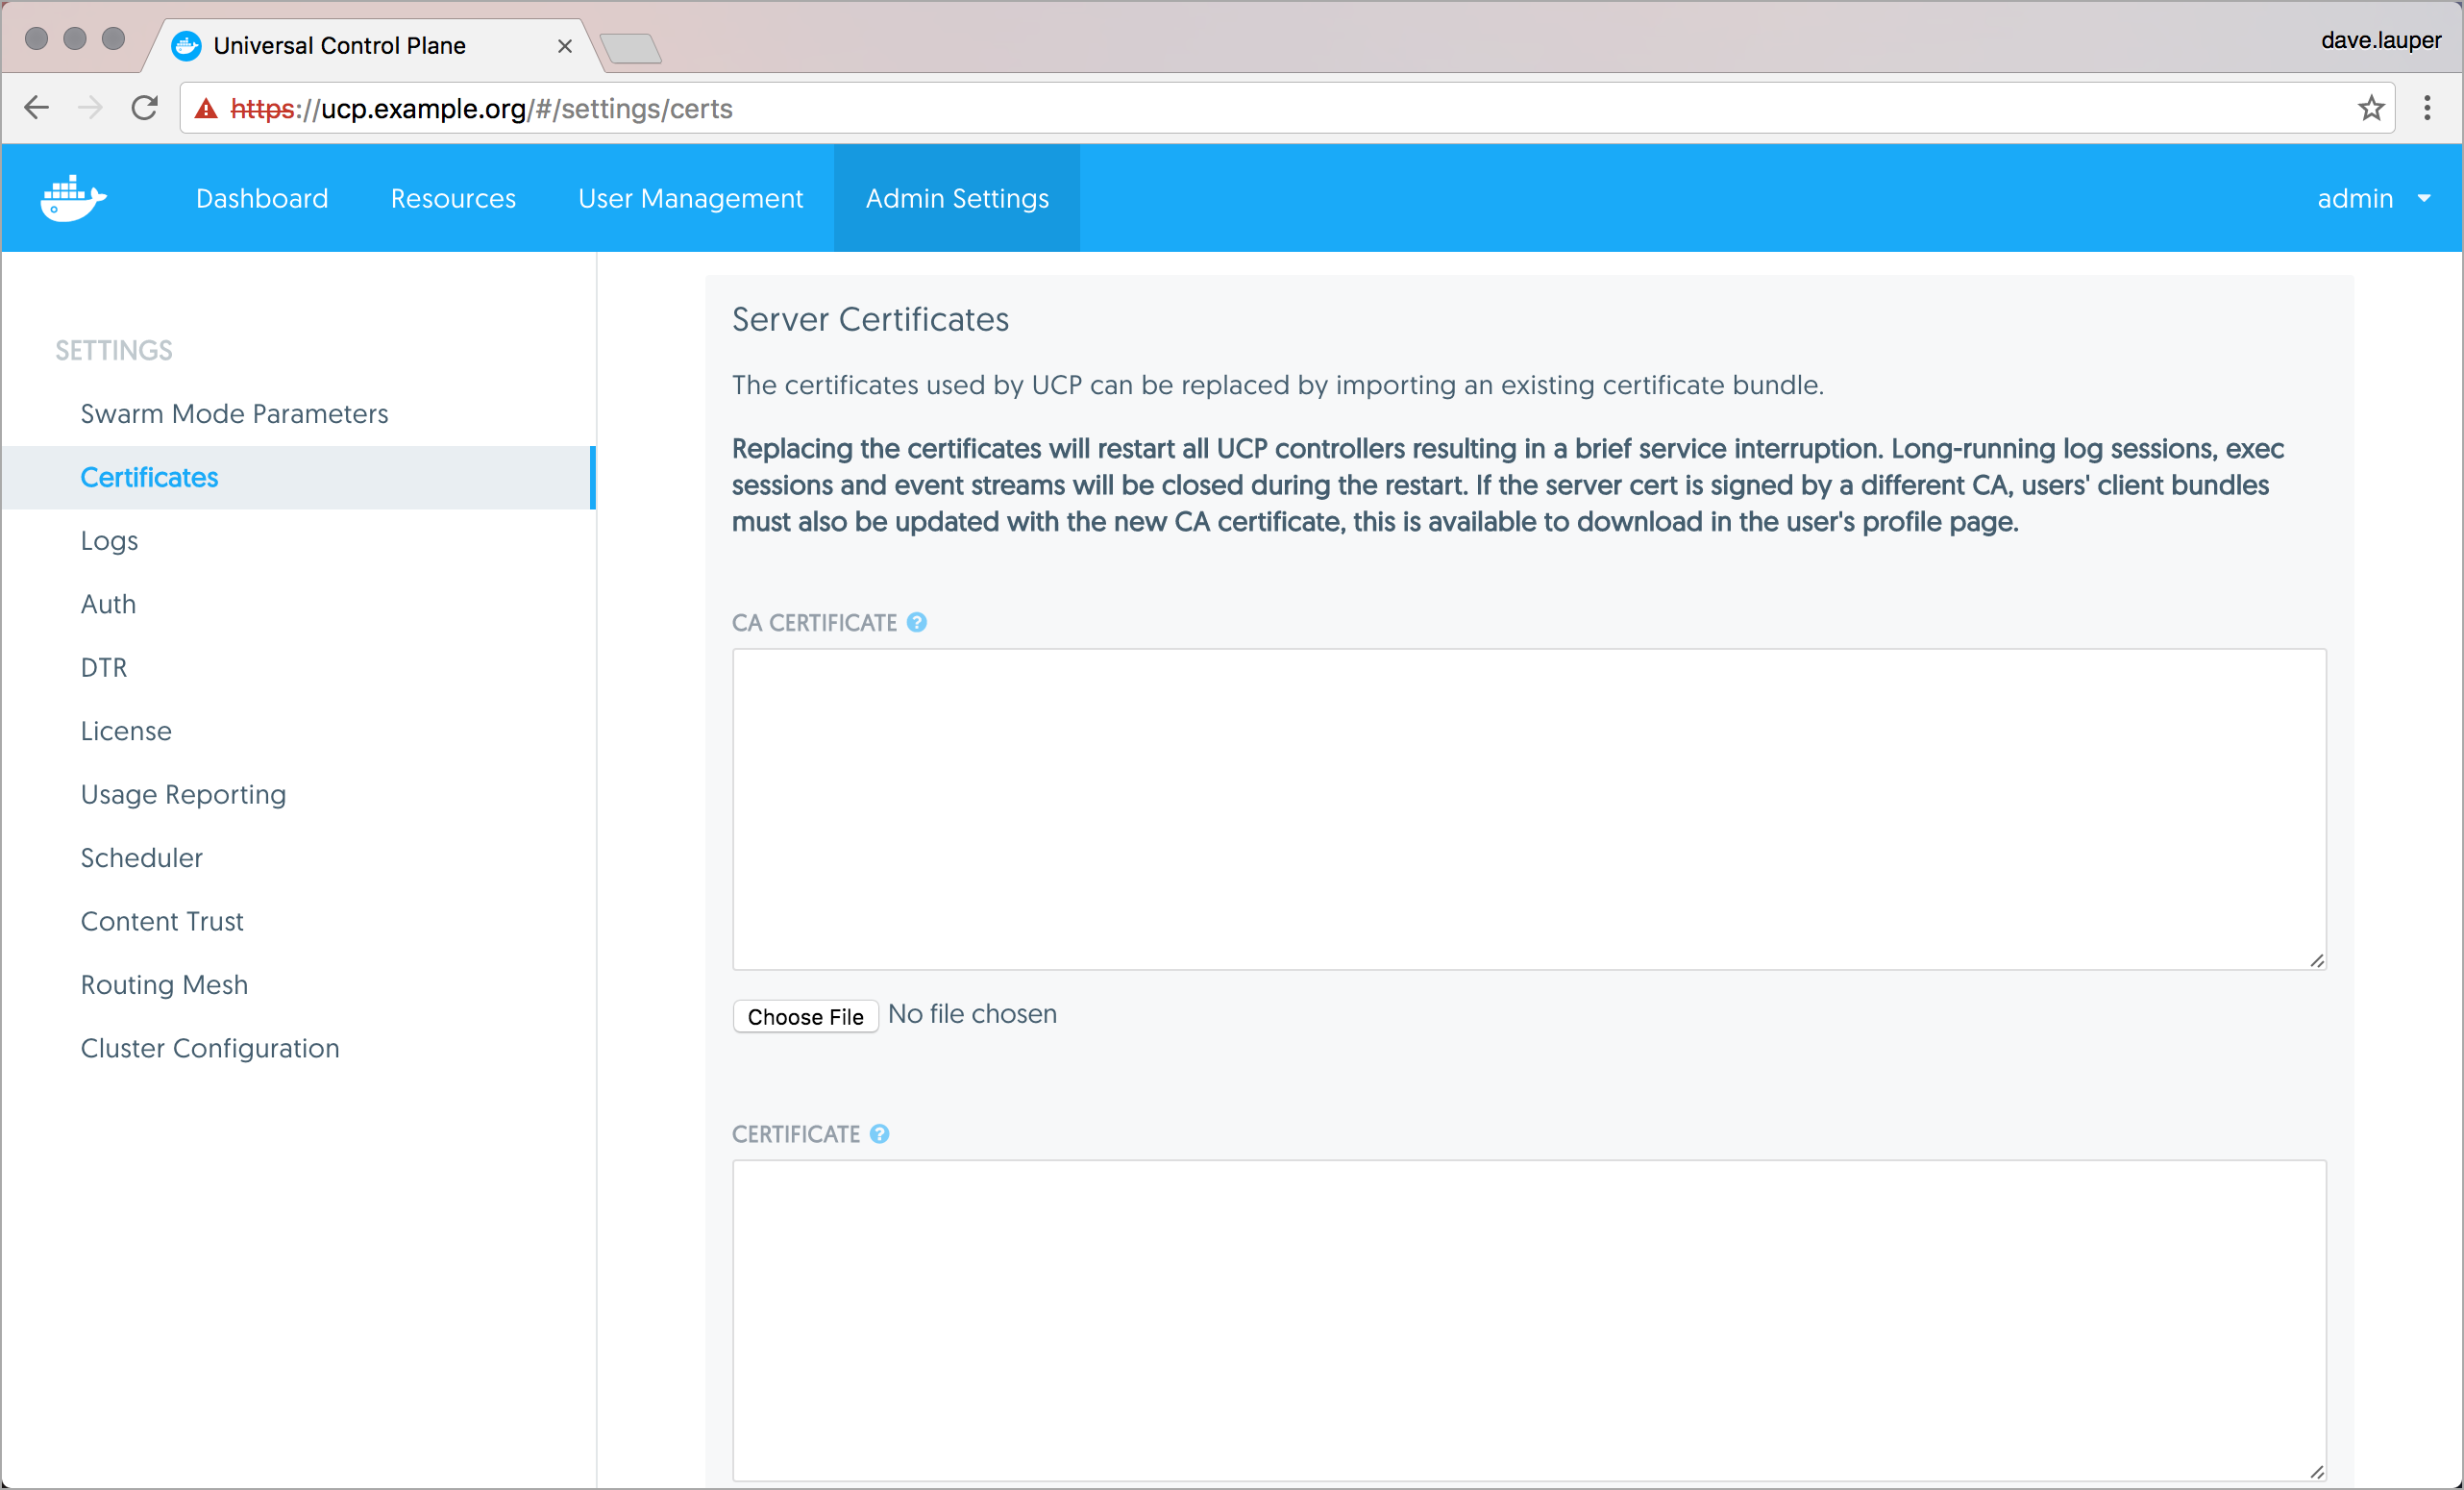 Universal Control Plane
dave.lauper
https://ucp.example.org/#/settings/certs
Dashboard
Resources
User Management
Admin Settings
admin
SETTINGS
Swarm Mode Parameters
Certificates
Logs
Auth
DTR
License
Usage Reporting
Scheduler
Content Trust
Routing Mesh
Cluster Configuration
Server Certificates
The certificates used by UCP can be replaced by importing an existing certificate bundle.
Replacing the certificates will restart all UCP controllers resulting in a brief service interruption. Long-running log sessions, exec
sessions and event streams will be closed during the restart. If the server cert is signed by a different CA, users' client bundles
must also be updated with the new CA certificate, this is available to download in the user's profile page.
CA CERTIFICATE ?
Choose File No file chosen
CERTIFICATE ?